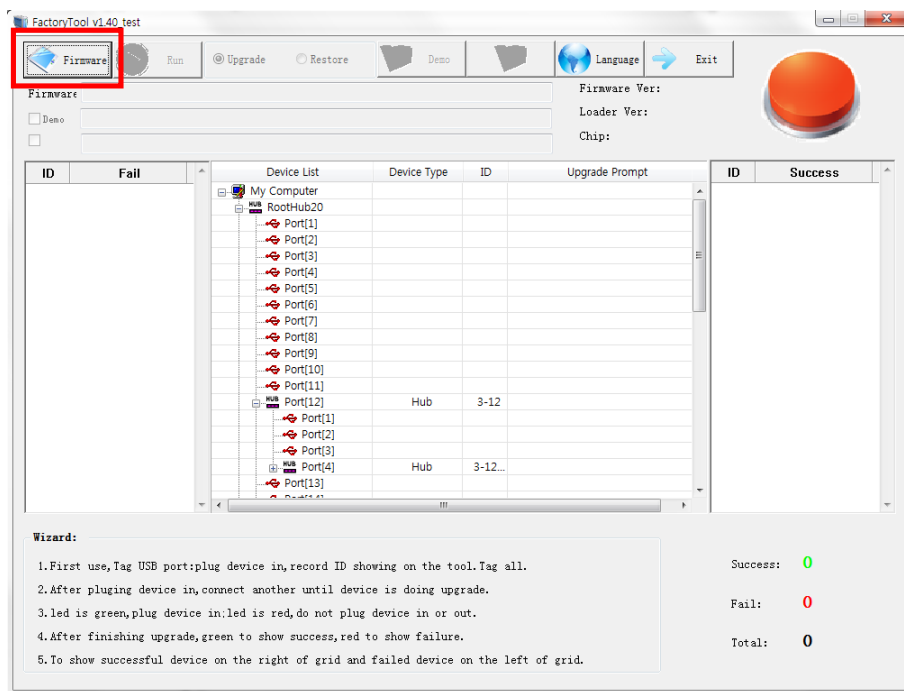 FactoryTool v1.40_test
Firmware Run Upgrade Restore Demo Language Exit
Firmware
Demo
Firmware Ver:
Loader Ver:
Chip:
ID Fail
Device List Device Type ID Upgrade Prompt
My Computer
HUB RootHub20
Port[1]
Port[2]
Port[3]
Port[4]
Port[5]
Port[6]
Port[7]
Port[8]
Port[9]
Port[10]
Port[11]
HUB Port[12] Hub 3-12
Port[1]
Port[2]
Port[3]
HUB Port[4] Hub 3-12...
Port[13]
ID Success
Wizard:
1.First use,Tag USB port:plug device in,record ID showing on the tool.Tag all.
2.After pluging device in,connect another until device is doing upgrade.
3.led is green,plug device in;led is red,do not plug device in or out.
4.After finishing upgrade,green to show success,red to show failure.
5.To show successful device on the right of grid and failed device on the left of grid.
Success: 0
Fail: 0
Total: 0